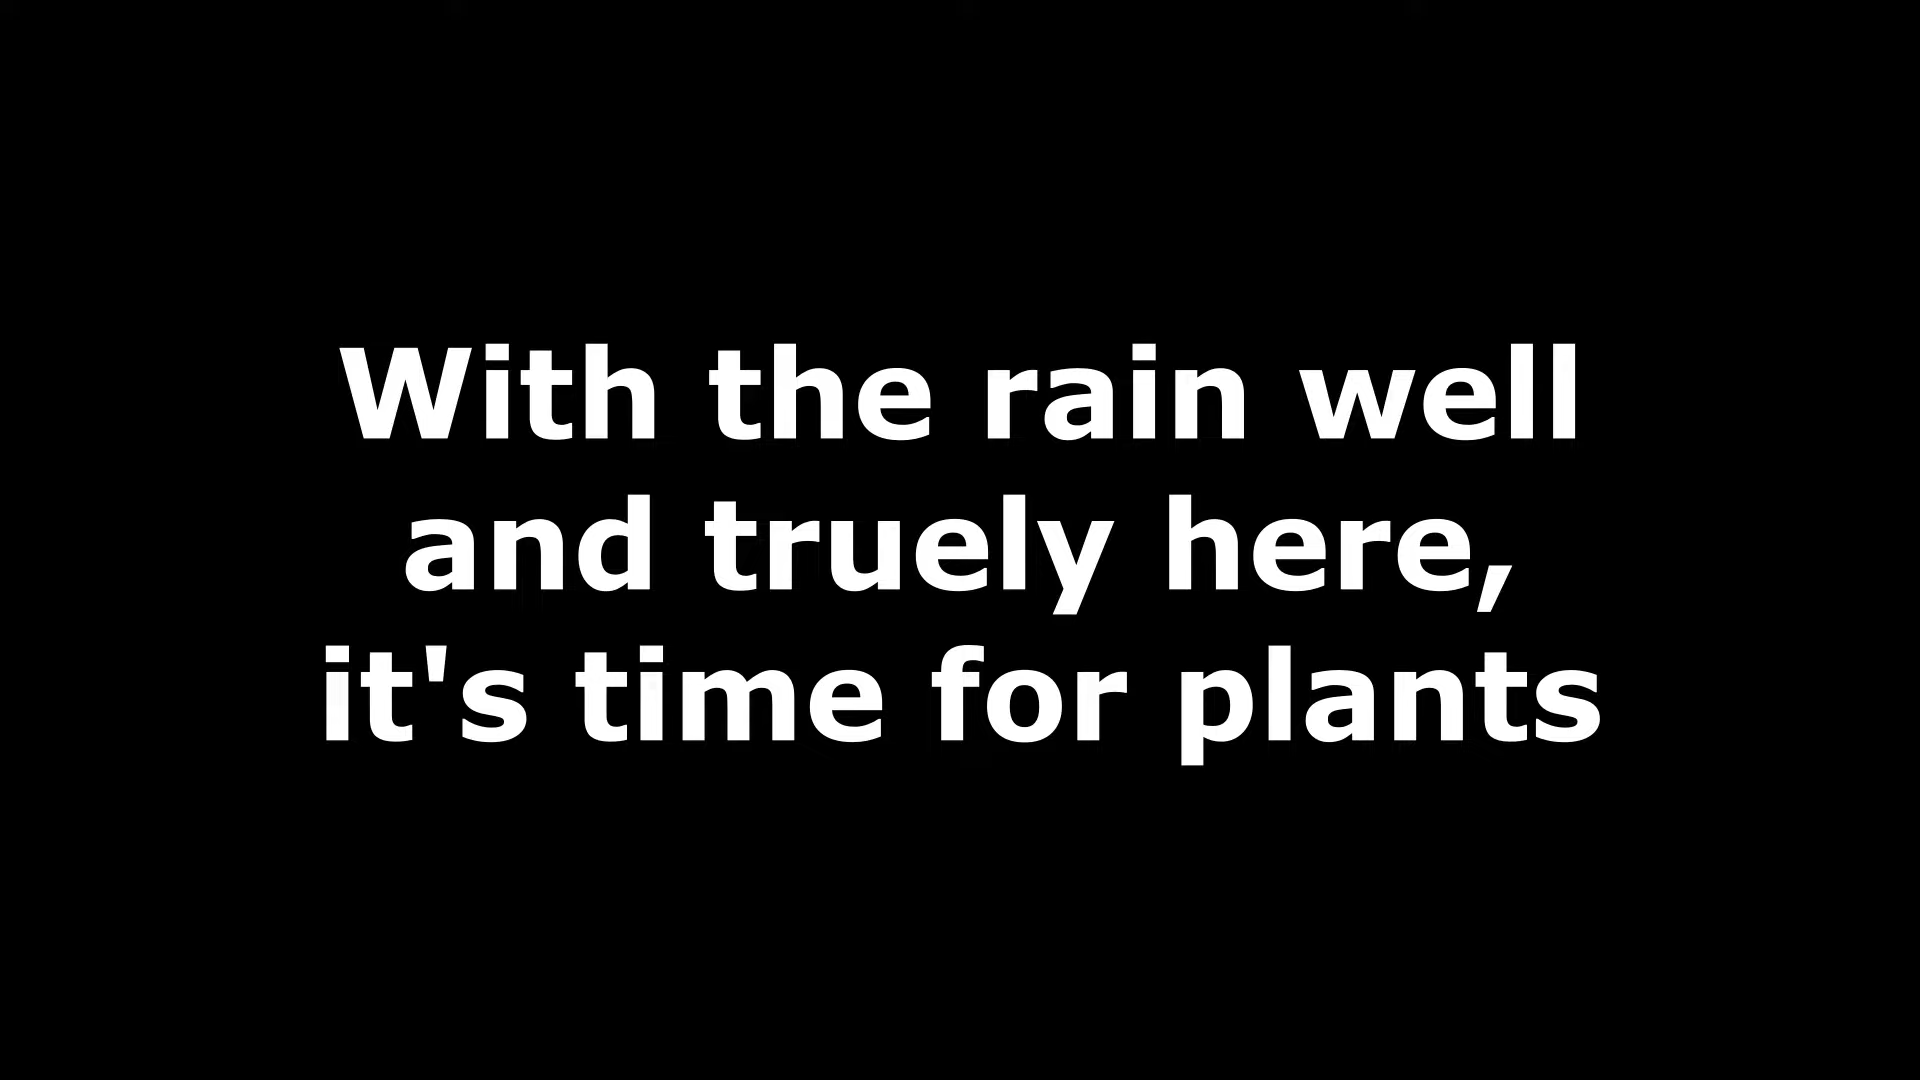 With the rain well
and truely here,
it's time for plants